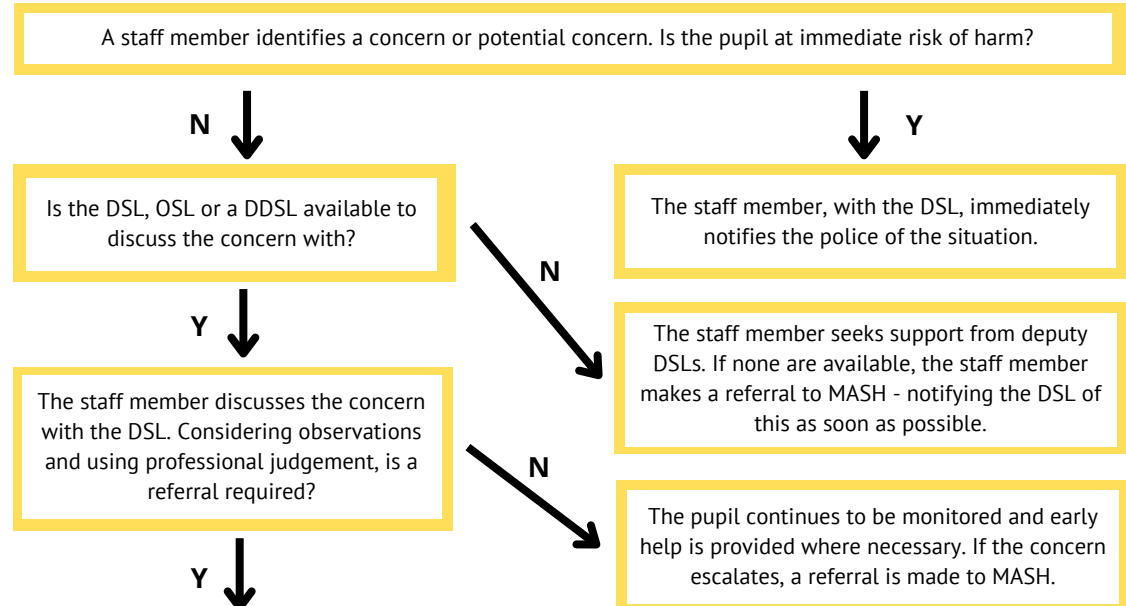 A staff member identifies a concern or potential concern. Is the pupil at immediate risk of harm?
N
Y
Is the DSL, OSL or a DDSL available to
discuss the concern with?
The staff member, with the DSL, immediately
notifies the police of the situation.
N
Y
The staff member seeks support from deputy
DSLs. If none are available, the staff member
makes a referral to MASH - notifying the DSL of
this as soon as possible.
The staff member discusses the concern
with the DSL. Considering observations
and using professional judgement, is a
referral required?
N
The pupil continues to be monitored and early
help is provided where necessary. If the concern
escalates, a referral is made to MASH.
Y